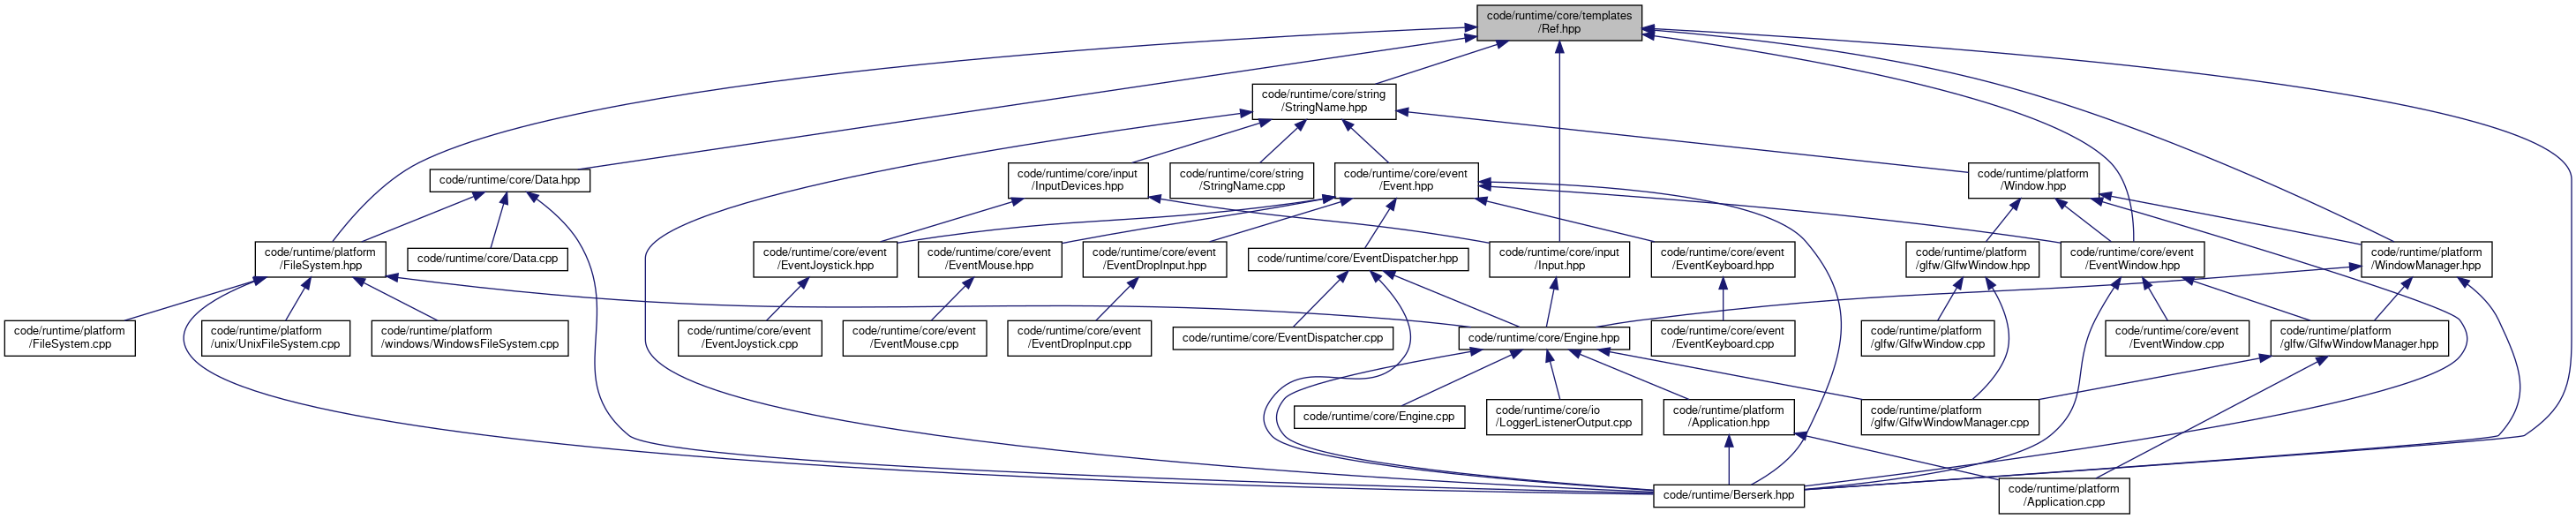 code/runtime/core/templates
/Ref.hpp
code/runtime/core/string
/StringName.hpp
code/runtime/core/Data.hpp
code/runtime/core/input
/InputDevices.hpp
code/runtime/core/string
/StringName.cpp
code/runtime/core/event
/Event.hpp
code/runtime/platform
/Window.hpp
code/runtime/platform
/FileSystem.hpp
code/runtime/core/Data.cpp
code/runtime/core/event
/EventJoystick.hpp
code/runtime/core/event
/EventMouse.hpp
code/runtime/core/event
/EventDropInput.hpp
code/runtime/core/EventDispatcher.hpp
code/runtime/core/input
/Input.hpp
code/runtime/core/event
/EventKeyboard.hpp
code/runtime/platform
/glfw/GlfwWindow.hpp
code/runtime/core/event
/EventWindow.hpp
code/runtime/platform
/WindowManager.hpp
code/runtime/platform
/FileSystem.cpp
code/runtime/platform
/unix/UnixFileSystem.cpp
code/runtime/platform
/windows/WindowsFileSystem.cpp
code/runtime/core/event
/EventJoystick.cpp
code/runtime/core/event
/EventMouse.cpp
code/runtime/core/event
/EventDropInput.cpp
code/runtime/core/EventDispatcher.cpp
code/runtime/core/Engine.hpp
code/runtime/core/event
/EventKeyboard.cpp
code/runtime/platform
/glfw/GlfwWindow.cpp
code/runtime/core/event
/EventWindow.cpp
code/runtime/platform
/glfw/GlfwWindowManager.hpp
code/runtime/core/Engine.cpp
code/runtime/core/io
/LoggerListenerOutput.cpp
code/runtime/platform
/Application.hpp
code/runtime/platform
/glfw/GlfwWindowManager.cpp
code/runtime/Berserk.hpp
code/runtime/platform
/Application.cpp